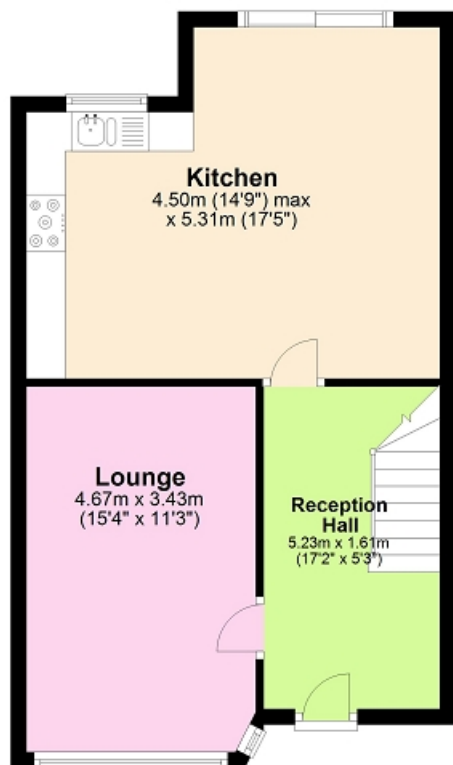 Kitchen
4.50m (14'9") max
x 5.31m (17'5")
Lounge
4.67m x 3.43m
(15'4" x 11'3")
Reception
Hall
5.23m x 1.61m
(17'2" x 5'3")